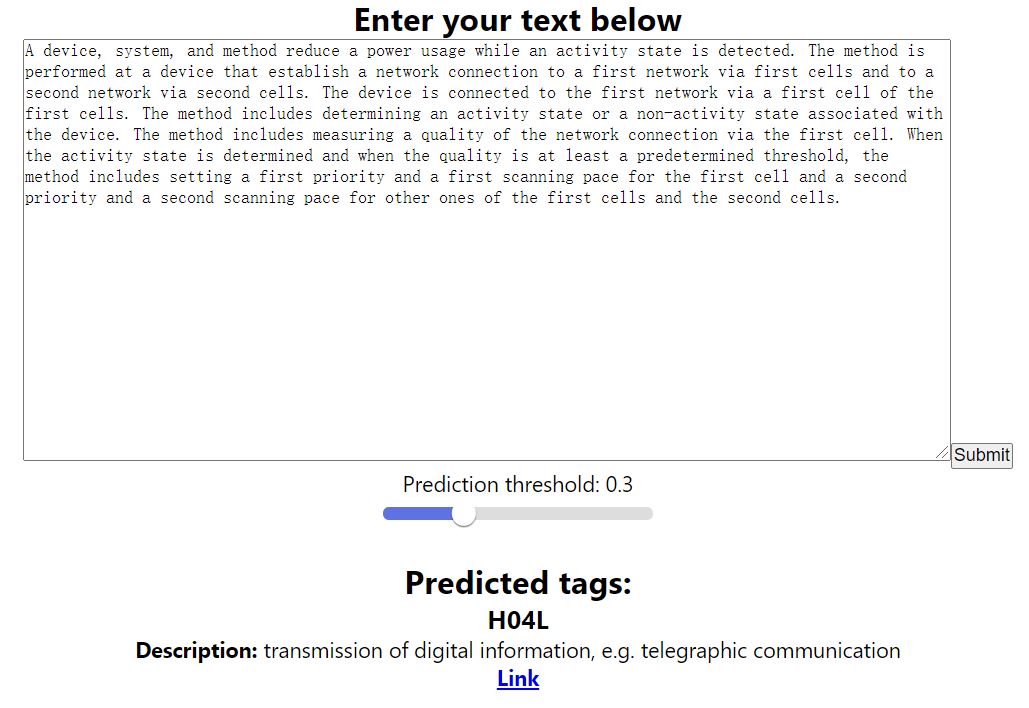 Enter your text below
A device, system, and method reduce a power usage while an activity state is detected. The method is
performed at a device that establish a network connection to a first network via first cells and to a
second network via second cells. The device is connected to the first network via a first cell of the
first cells. The method includes determining an activity state or a non-activity state associated with
the device. The method includes measuring a quality of the network connection via the first cell. When
the activity state is determined and when the quality is at least a predetermined threshold, the
method includes setting a first priority and a first scanning pace for the first cell and a second
priority and a second scanning pace for other ones of the first cells and the second cells.
Submit
Prediction threshold: 0.3
Predicted tags:
H04L
Description: transmission of digital information, e.g. telegraphic communication
Link